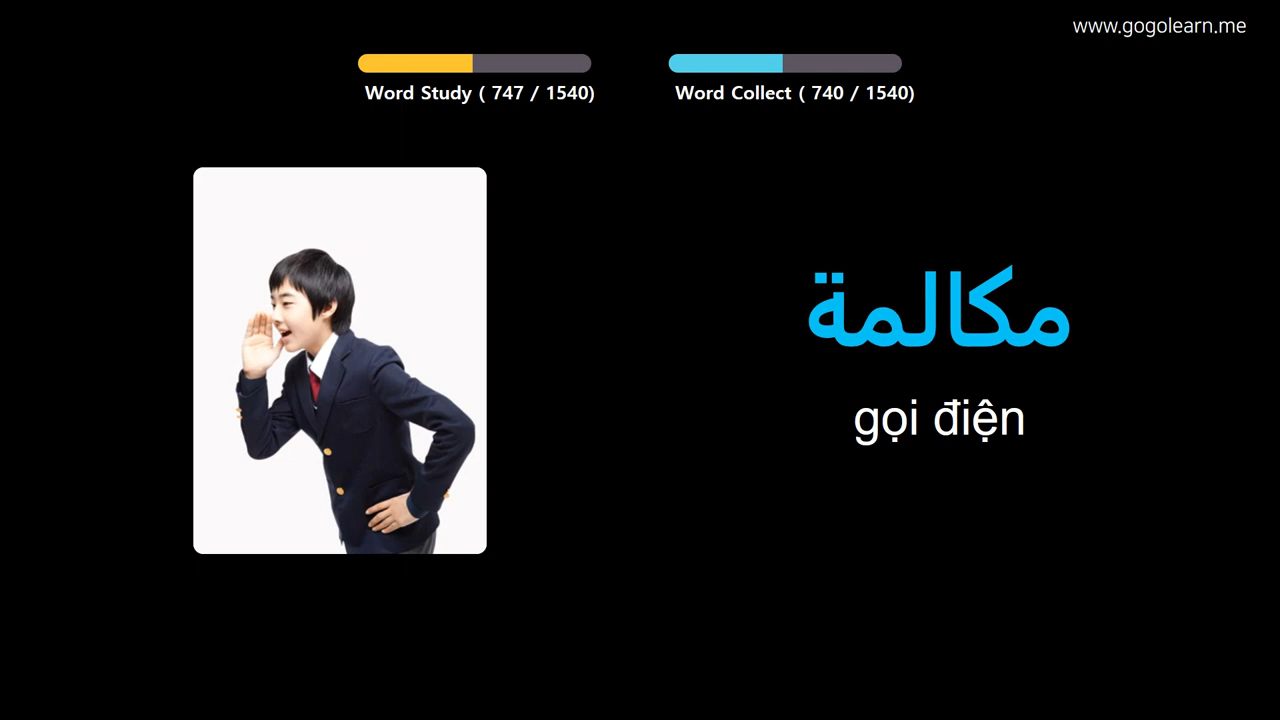 www.gogolearn.me
Word Study ( 747 / 1540)
Word Collect ( 740 / 1540)
مكالمة
gọi điện